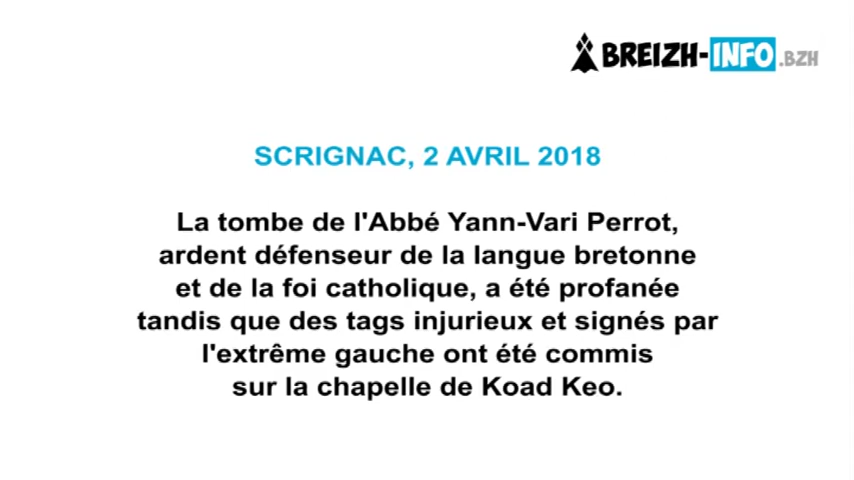 BREIZH-INFO.BZH
SCRIGNAC, 2 AVRIL 2018
La tombe de l'Abbé Yann-Vari Perrot,
ardent défenseur de la langue bretonne
et de la foi catholique, a été profanée
tandis que des tags injurieux et signés par
l'extrême gauche ont été commis
sur la chapelle de Koad Keo.